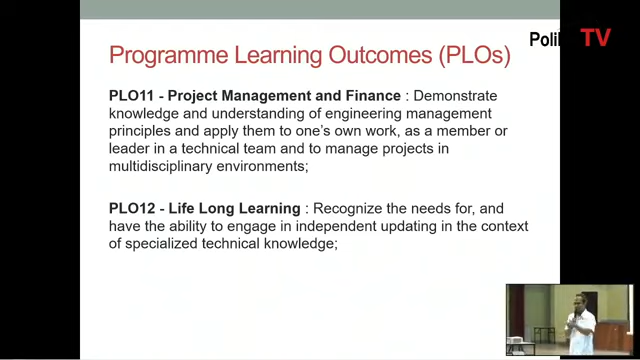 Polil TV
Programme Learning Outcomes (PLOs)
PLO11 - Project Management and Finance : Demonstrate
knowledge and understanding of engineering management
principles and apply them to one's own work, as a member or
leader in a technical team and to manage projects in
multidisciplinary environments;
PLO12 - Life Long Learning : Recognize the needs for, and
have the ability to engage in independent updating in the context
of specialized technical knowledge;